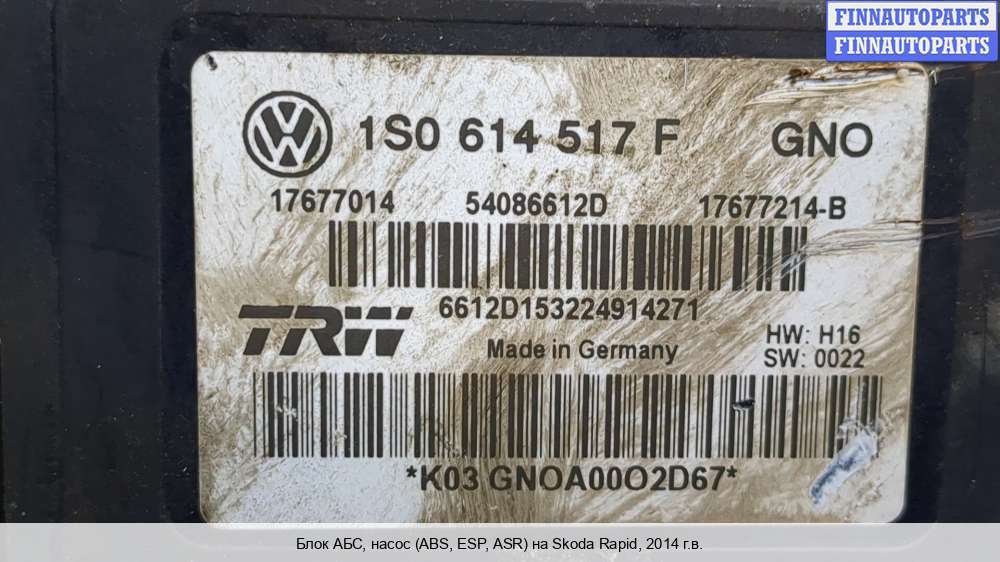 FINNAUTOPARTS
FINNAUTOPARTS
1S0 614 517 F GNO
17677014 54086612D 17677214-B
6612D153224914271
TRW
Made in Germany
HW: H16
SW: 0022
*K03 GNOA00O2D67*
Блок АБС, насос (ABS, ESP, ASR) на Skoda Rapid, 2014 г.в.